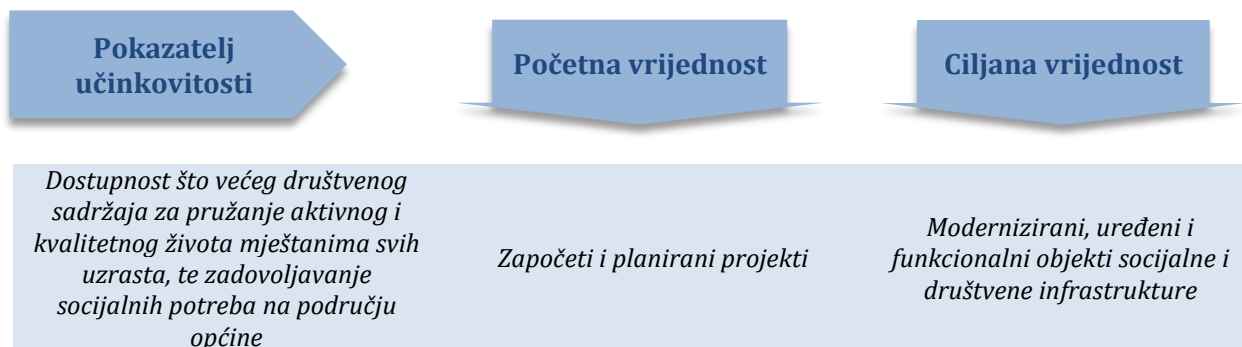 Pokazatelj
učinkovitosti
Početna vrijednost
Ciljana vrijednost
Dostupnost što većeg društvenog
sadržaja za pružanje aktivnog i
kvalitetnog života mještanima svih
uzrasta, te zadovoljavanje
socijalnih potreba na području
općine
Započeti i planirani projekti
Modernizirani, uređeni i
funkcionalni objekti socijalne i
društvene infrastrukture